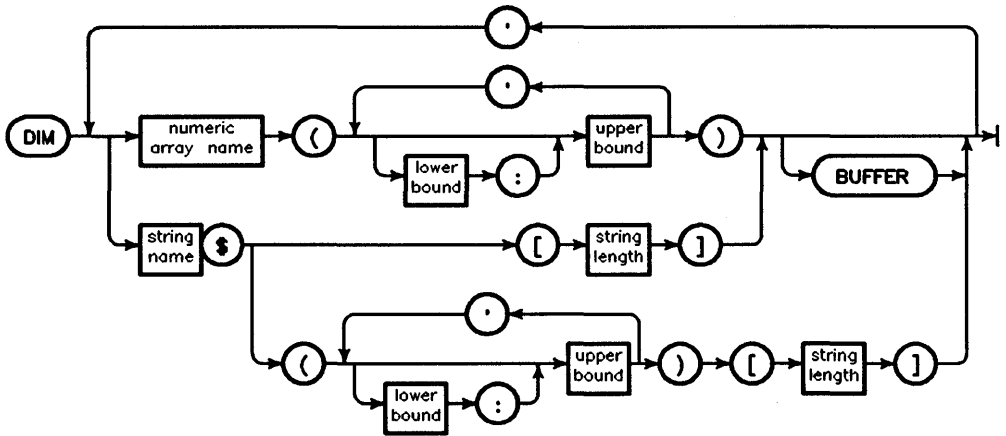 ,
,
DIM
numeric
array name
(
upper
bound
)
lower
bound
:
BUFFER
string
name
$
[
string
length
]
,
(
upper
bound
)
[
string
length
]
lower
bound
: